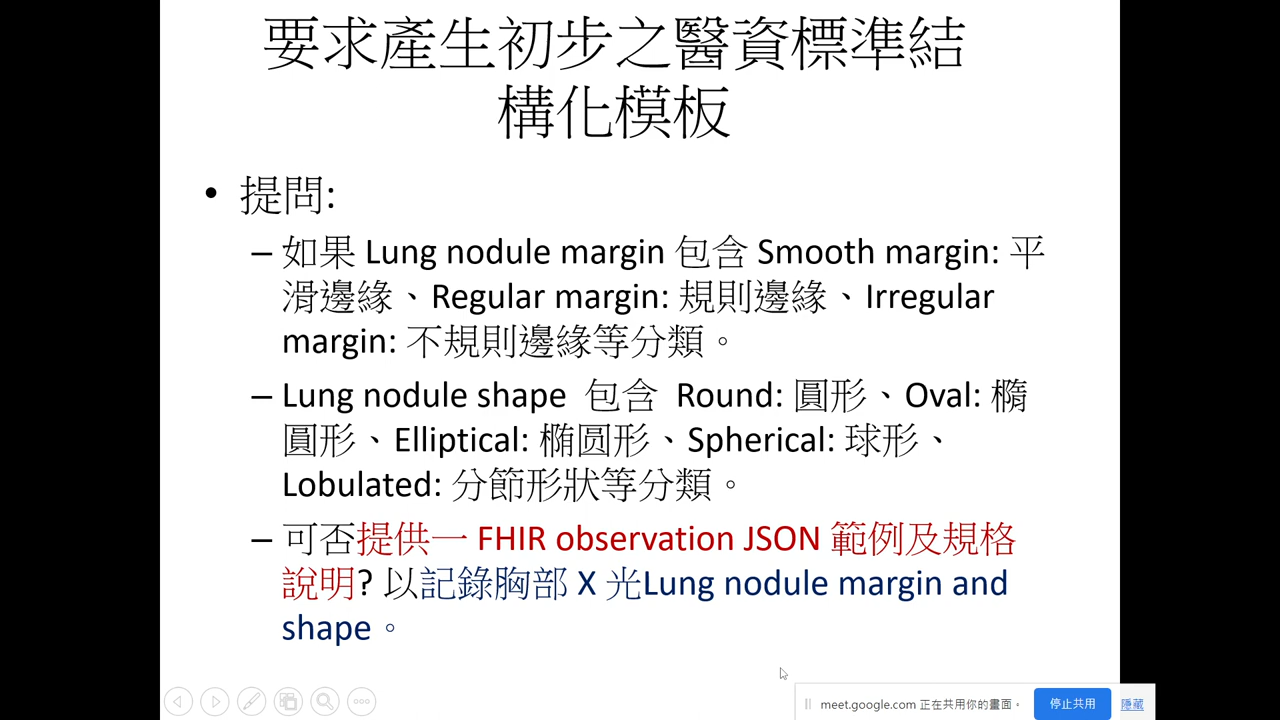 要求產生初步之醫資標準結
構化模板
• 提問:
– 如果 Lung nodule margin 包含 Smooth margin: 平
滑邊緣、Regular margin: 規則邊緣、Irregular
margin: 不規則邊緣等分類。
– Lung nodule shape 包含 Round: 圓形、Oval: 橢
圓形、Elliptical: 椭圆形、Spherical: 球形、
Lobulated: 分節形狀等分類。
– 可否提供一 FHIR observation JSON 範例及規格
說明? 以記錄胸部 X 光Lung nodule margin and
shape。
meet.google.com 正在共用你的畫面。 停止共用 隱藏